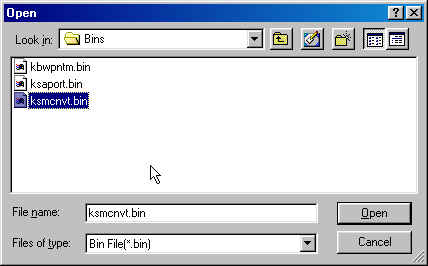 Open
Look in: Bins
kbwpntm.bin
ksaport.bin
ksmcnvt.bin
File name: ksmcnvt.bin Open
Files of type: Bin File(*.bin) Cancel